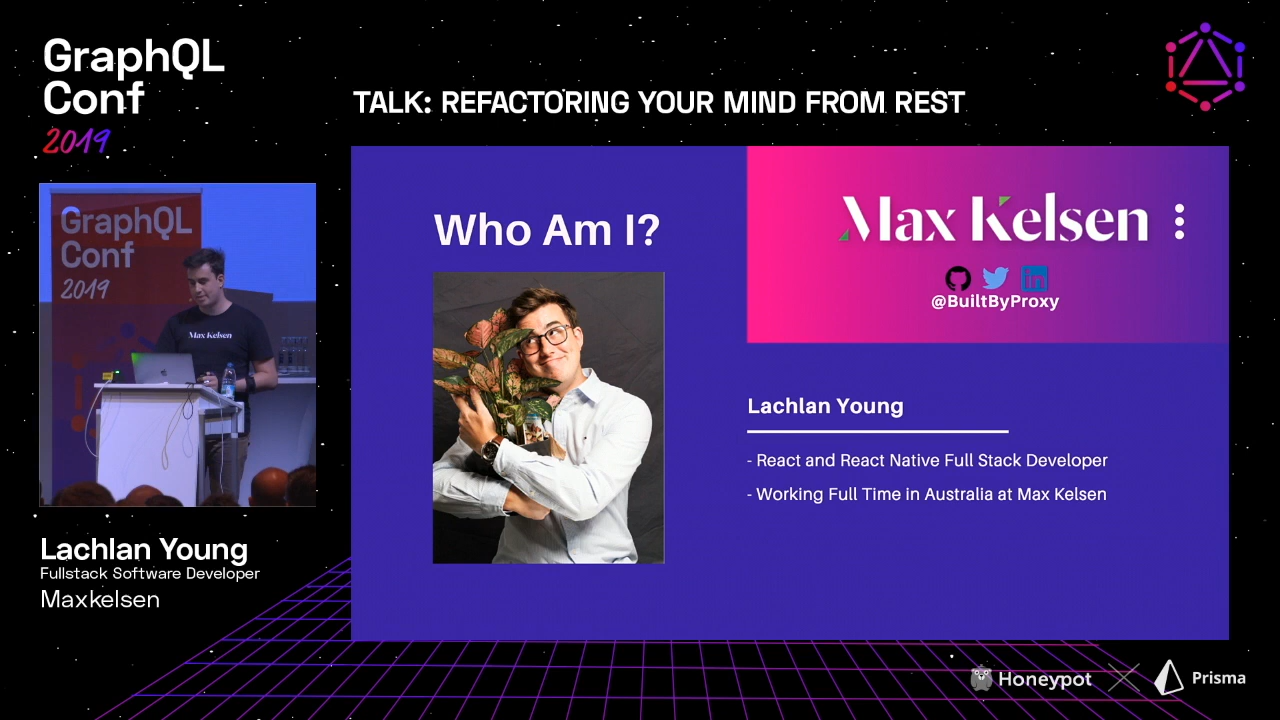 GraphQL
Conf
2019
TALK: REFACTORING YOUR MIND FROM REST
GraphQL
Conf
2019
Max Kelsen
Lachlan Young
Fullstack Software Developer
Maxkelsen
Who Am I?
Max Kelsen
@BuiltByProxy
Lachlan Young
- React and React Native Full Stack Developer
- Working Full Time in Australia at Max Kelsen
Honeypot
Prisma